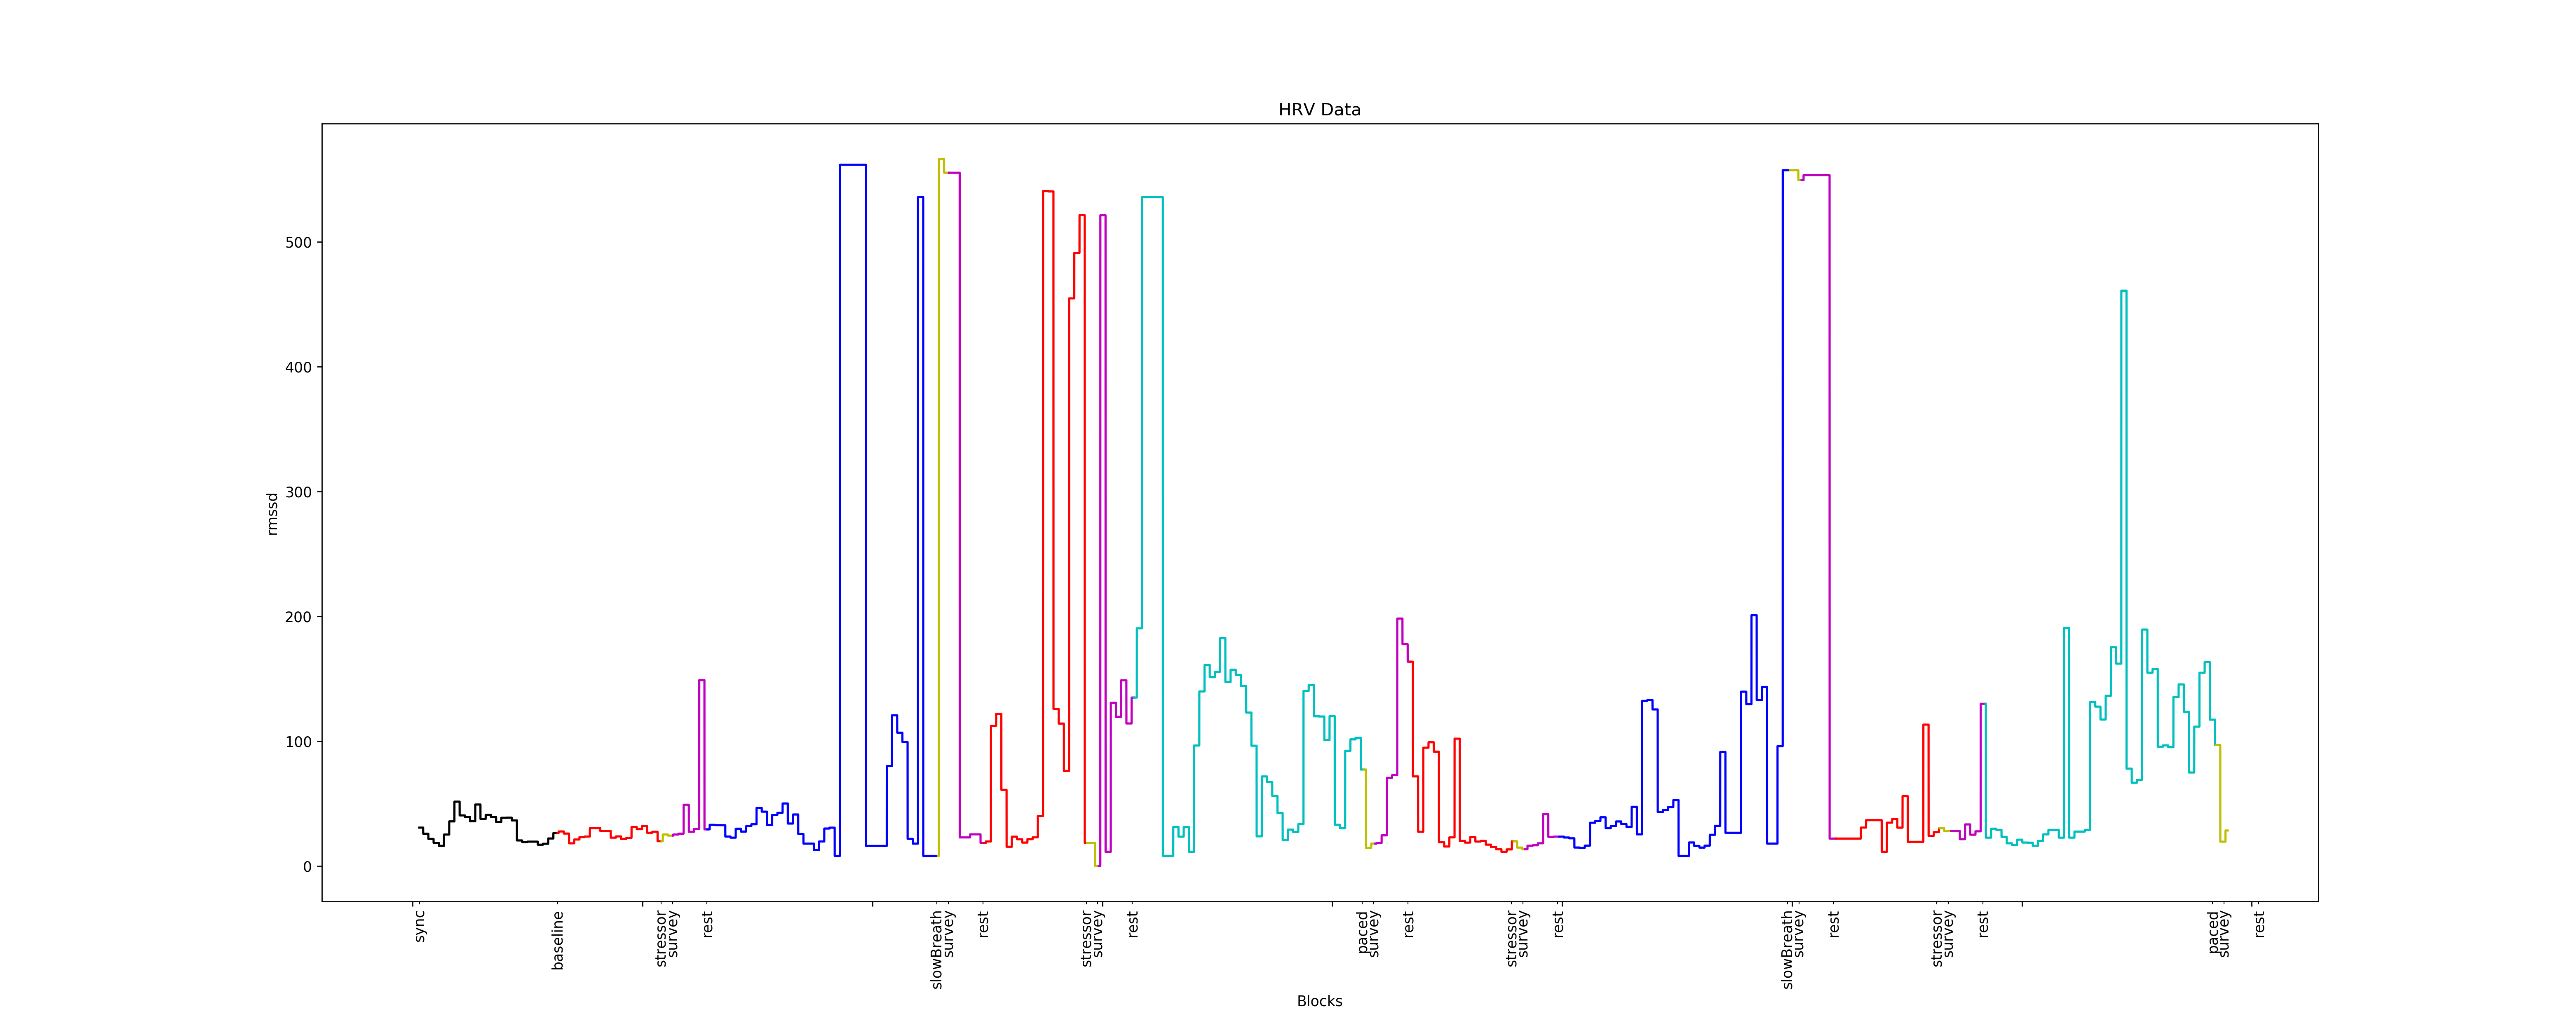 HRV Data
500
400
300
200
100
0
rmssd
sync
baseline
stressor
survey
rest
slowBreath
survey
rest
stressor
survey
rest
paced
survey
rest
stressor
survey
rest
slowBreath
survey
rest
stressor
survey
rest
paced
survey
rest
Blocks